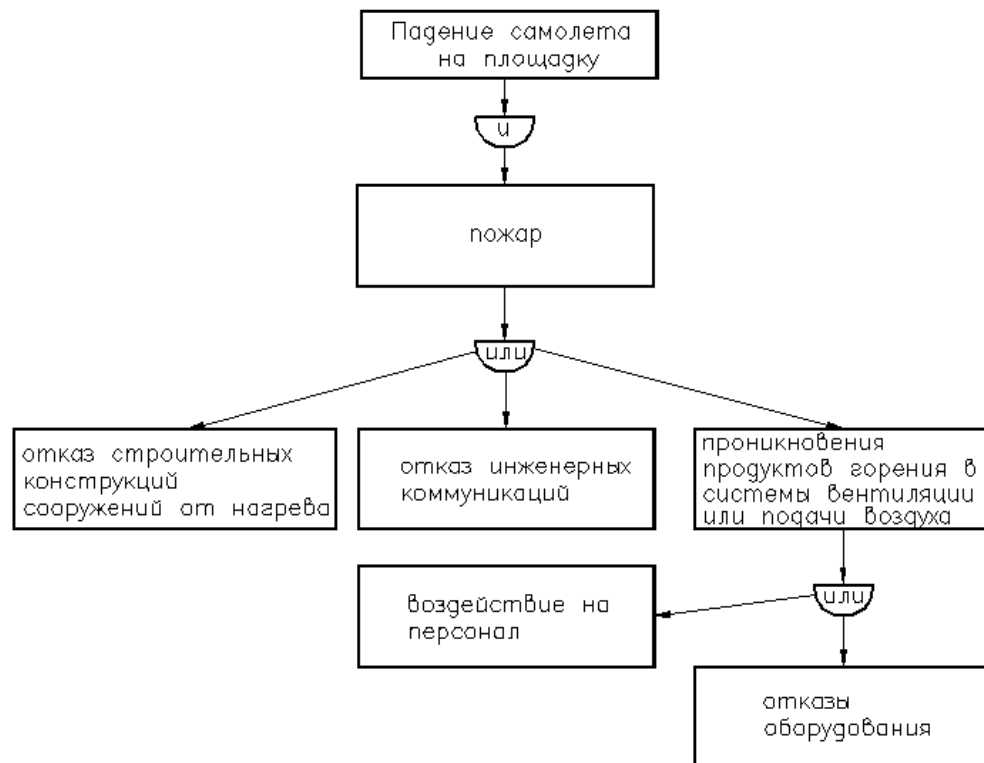 Падение самолета
на площадку
и
пожар
или
отказ строительных
конструкций
сооружений от нагрева
отказ инженерных
коммуникаций
проникновения
продуктов горения в
системы вентиляции
или подачи воздуха
или
воздействие на
персонал
отказы
оборудования